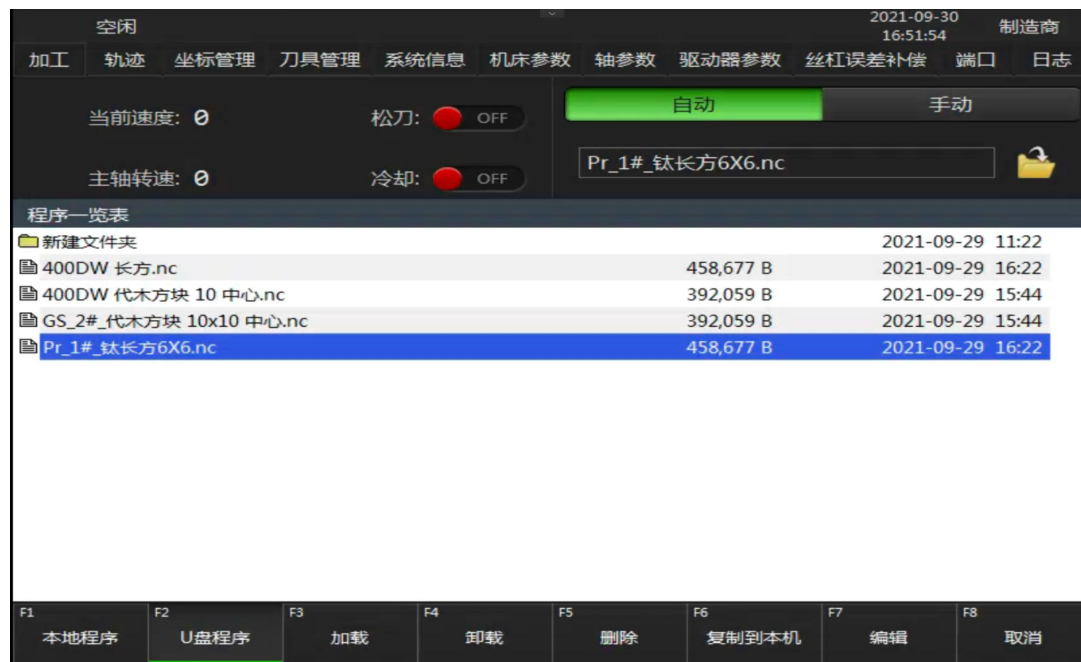 空闲
2021-09-30
16:51:54
制造商
加工 轨迹 坐标管理 刀具管理 系统信息 机床参数 轴参数 驱动器参数 丝杠误差补偿 端口 日志
当前速度: 0 松刀: OFF
自动 手动
Pr_1#_钛长方6X6.nc
主轴转速: 0 冷却: OFF
程序一览表
新建文件夹 2021-09-29 11:22
400DW 长方.nc 458,677 B 2021-09-29 16:22
400DW 代木方块 10 中心.nc 392,059 B 2021-09-29 15:44
GS_2#_代木方块 10x10 中心.nc 392,059 B 2021-09-29 15:44
Pr_1#_钛长方6X6.nc 458,677 B 2021-09-29 16:22
F1 F2 F3 F4 F5 F6 F7 F8
本地程序 U盘程序 加载 卸载 删除 复制到本机 编辑 取消